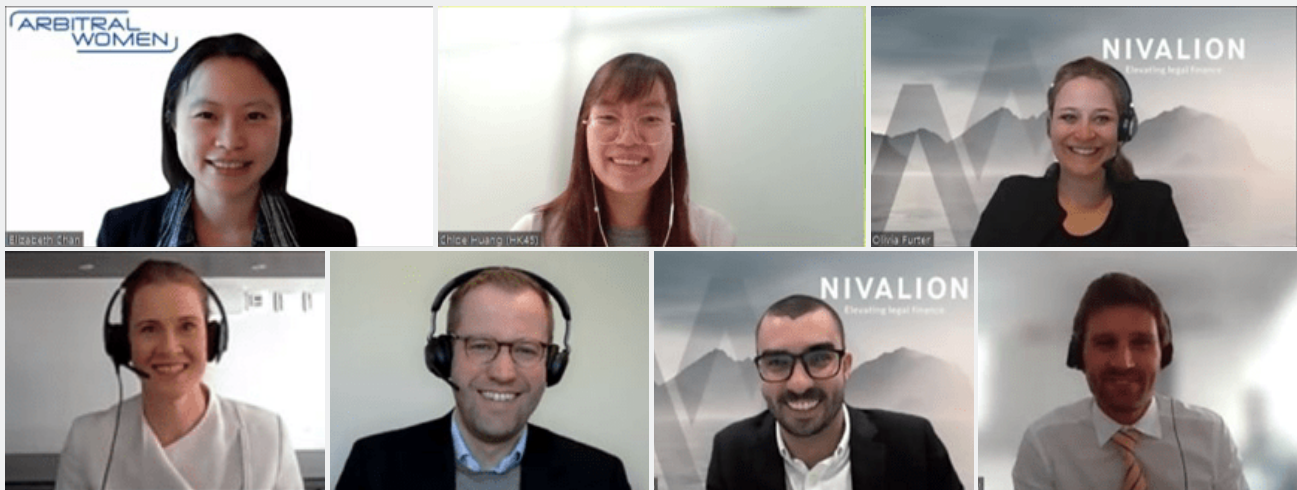 ARBITRAL
WOMEN
NIVALION
Elevating legal finance
Elizabeth Chan
Chloe Huang (HK45)
Olivia Furter
NIVALION
Elevating legal finance